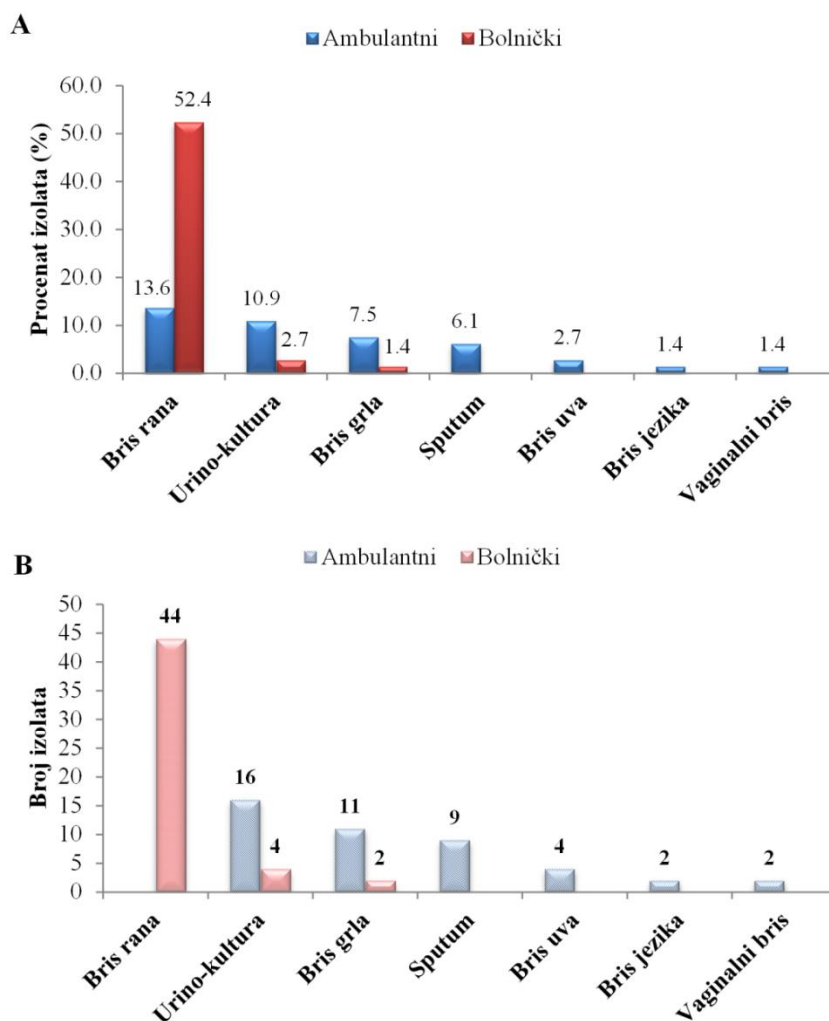 A
Ambulantni Bolnički
Procenat izolata (%)
60.0
50.0
40.0
30.0
20.0
10.0
0.0
13.6 52.4
10.9 2.7
7.5 1.4
6.1
2.7
1.4
1.4
Bris rana
Urino-kultura
Bris grla
Sputum
Bris uva
Bris jezika
Vaginalni bris
B
Ambulantni Bolnički
Broj izolata
50
45
40
35
30
25
20
15
10
5
0
44
16 4
11 2
9
4
2
2
Bris rana
Urino-kultura
Bris grla
Sputum
Bris uva
Bris jezika
Vaginalni bris